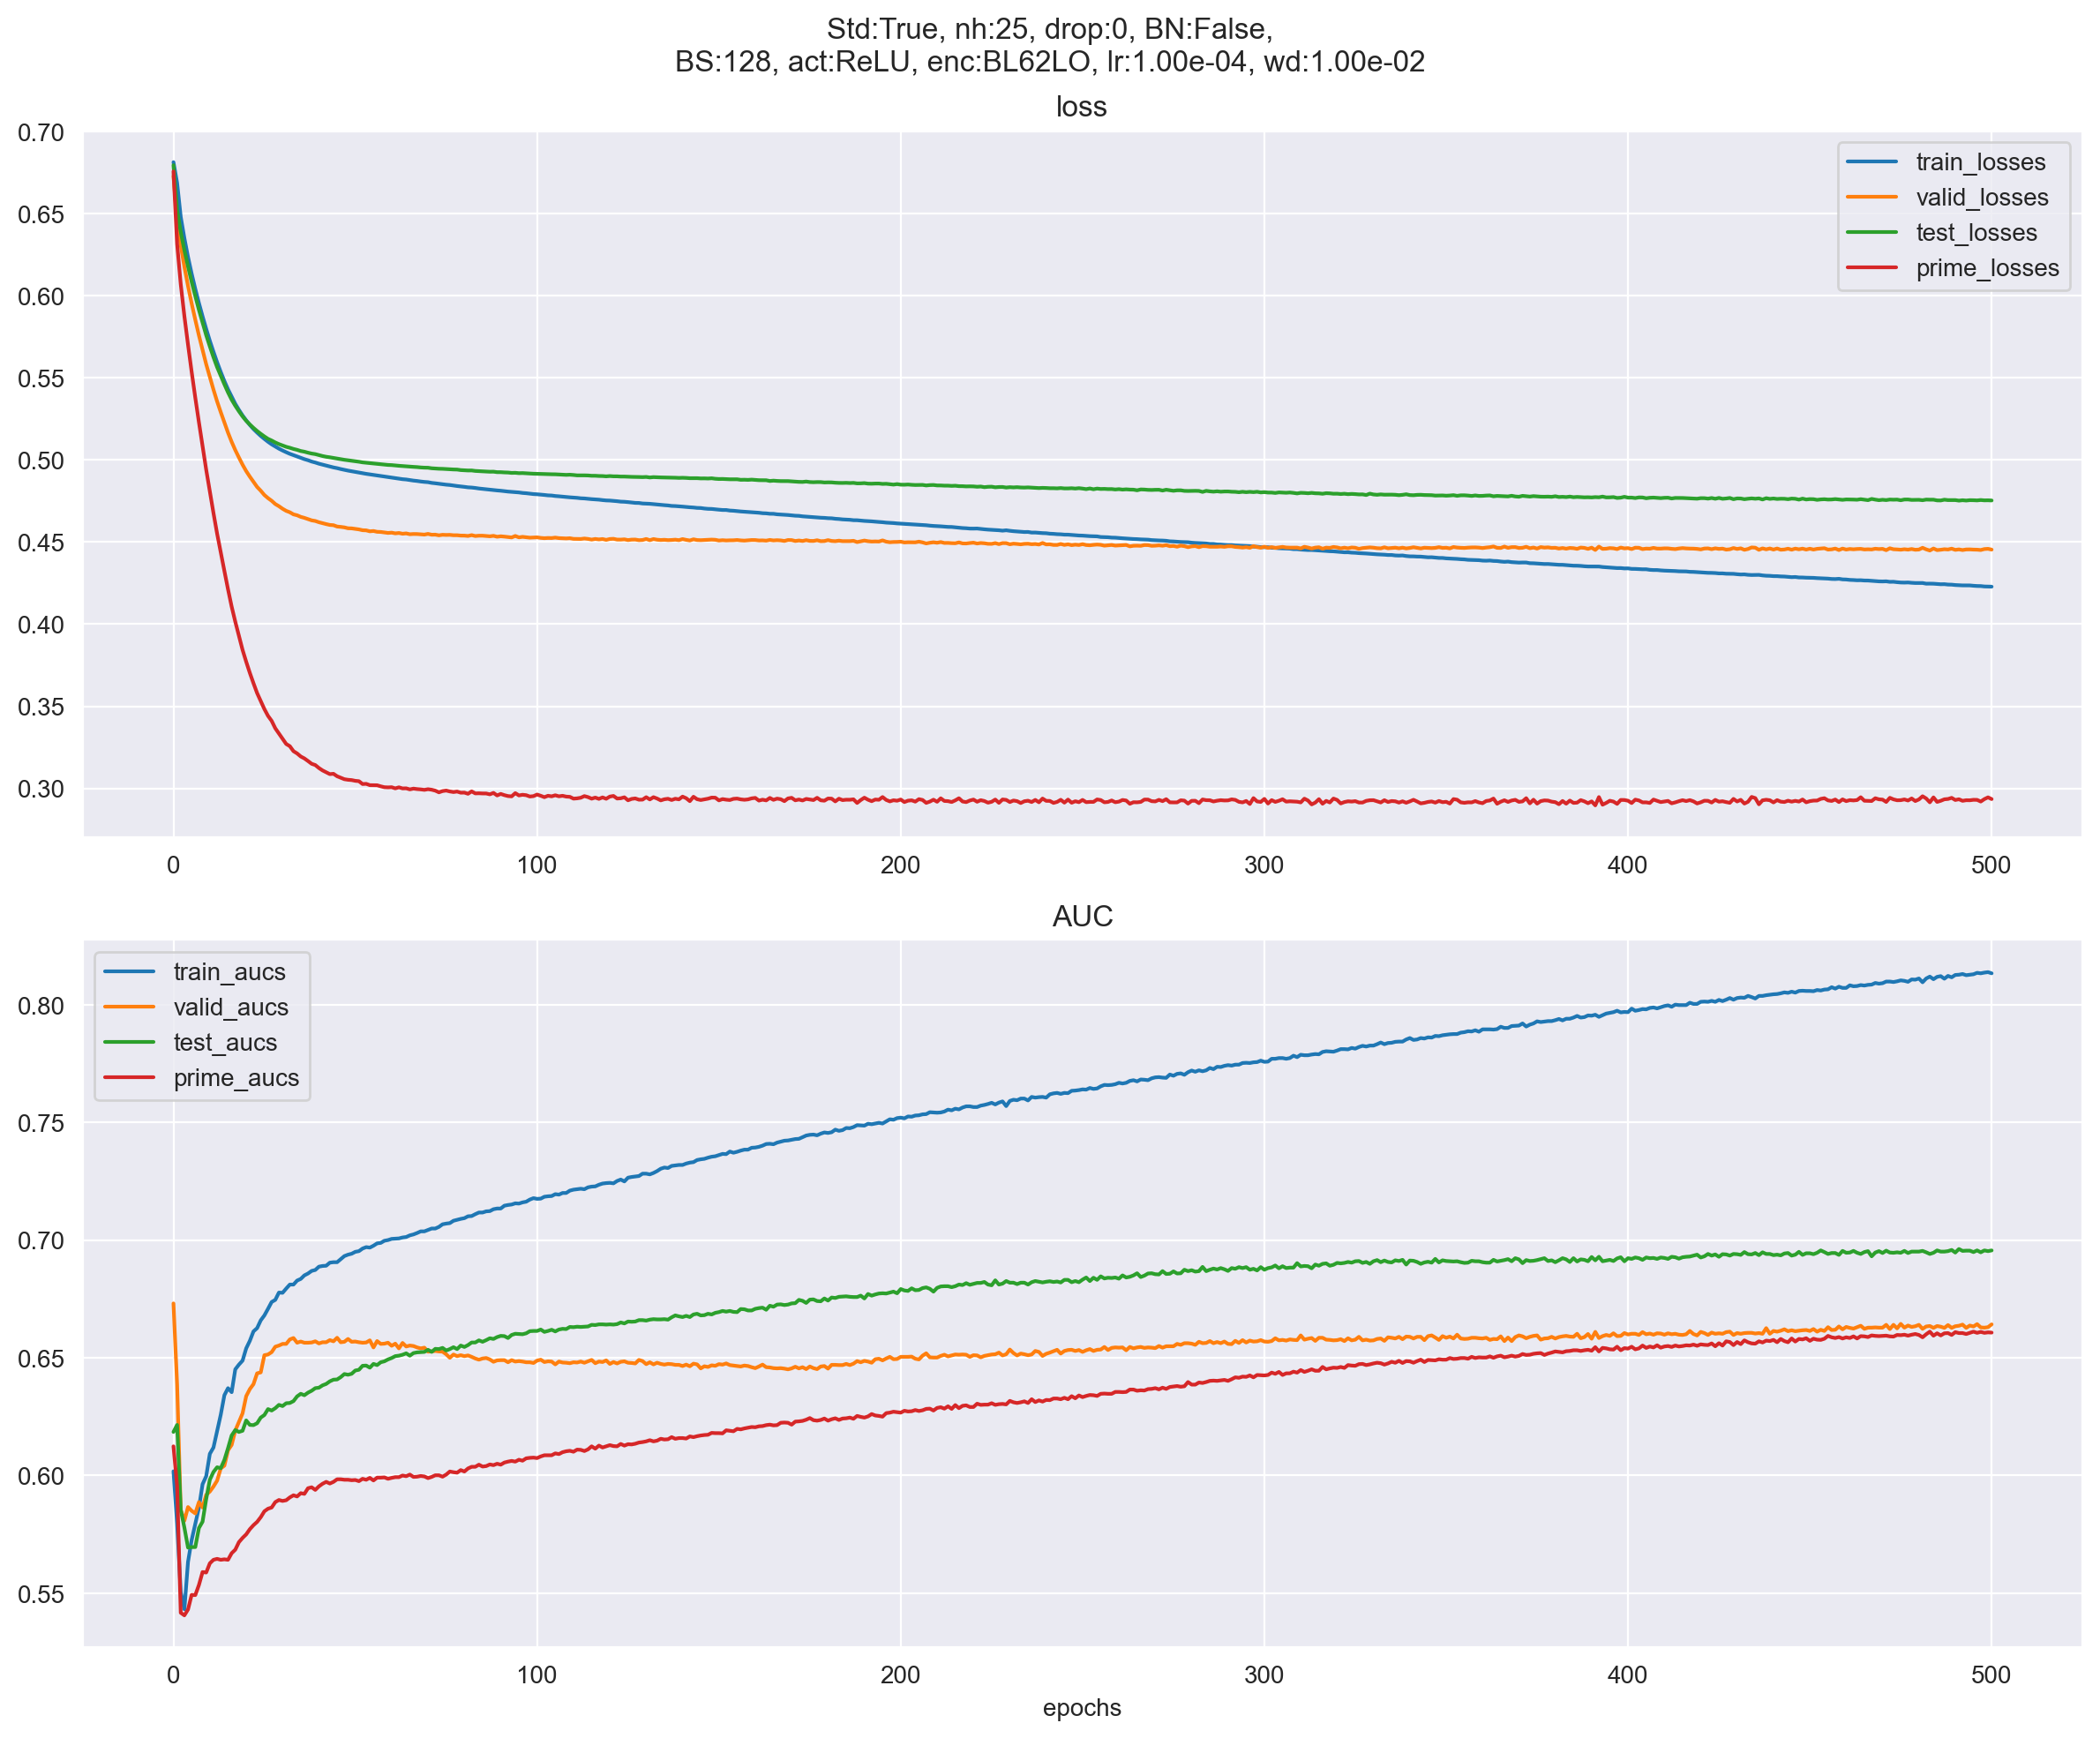 Std:True, nh:25, drop:0, BN:False,
BS:128, act:ReLU, enc:BL62LO, lr:1.00e-04, wd:1.00e-02
loss
0.70
0.65
0.60
0.55
0.50
0.45
0.40
0.35
0.30
train_losses
valid_losses
test_losses
prime_losses
0 100 200 300 400 500
AUC
0.80
0.75
0.70
0.65
0.60
0.55
train_aucs
valid_aucs
test_aucs
prime_aucs
0 100 200 300 400 500
epochs